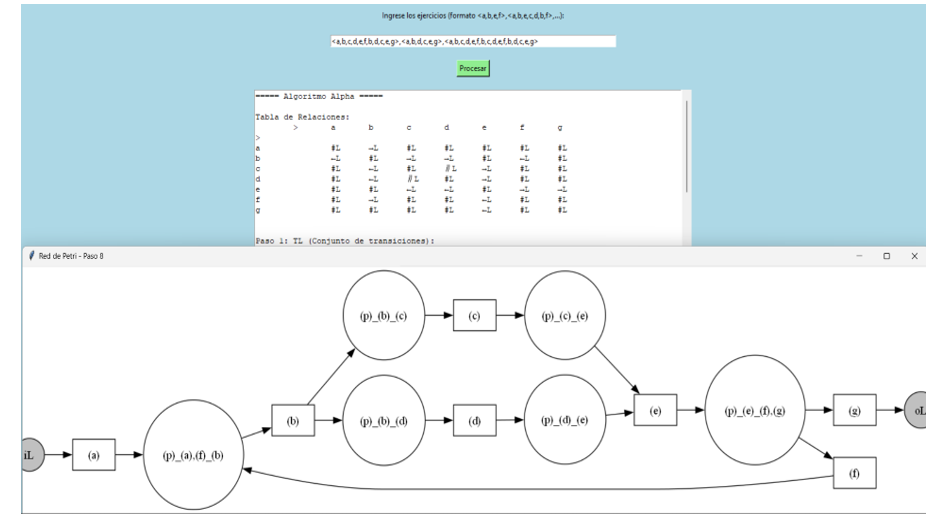 Ingrese los ejercicios (formato <a,b,e,f>,<a,b,e,c,d,b,f>,...):
<a,b,c,d,e,f,b,d,c,e,g>,<a,b,d,c,e,g>,<a,b,c,d,e,f,b,c,d,e,f,b,d,c,e,g>
Procesar
===== Algoritmo Alpha =====
Tabla de Relaciones:
> a b c d e f g
>
a #L →L #L #L #L #L #L
b ←L #L →L →L #L ←L #L
c #L ←L #L //L →L #L #L
d #L ←L //L #L →L #L #L
e #L #L ←L ←L #L →L →L
f #L →L #L #L ←L #L #L
g #L #L #L #L ←L #L #L
Paso 1: TL (Conjunto de transiciones):
Red de Petri - Paso 8
(p)_(b)_(c) (c) (p)_(c)_(e)
(b) (p)_(b)_(d) (d) (p)_(d)_(e) (e) (p)_(e)_(f).(g) (g) oL
iL (a) (p)_(a).(f)_(b)
(f)